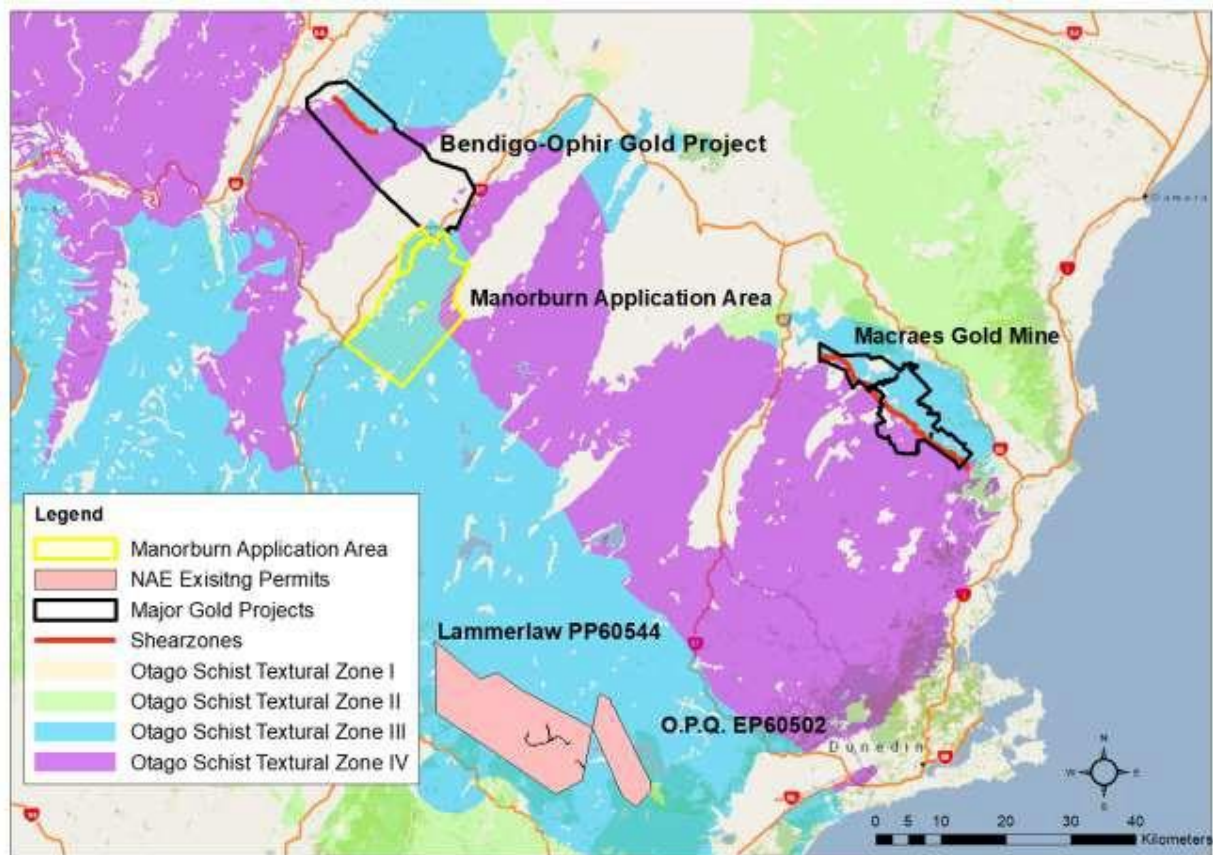 Bendigo-Ophir Gold Project
Manorburn Application Area
Macraes Gold Mine
Legend
Manorburn Application Area
NAE Exisitng Permits
Major Gold Projects
Shearzones
Otago Schist Textural Zone I
Otago Schist Textural Zone II
Otago Schist Textural Zone III
Otago Schist Textural Zone IV
Lammerlaw PP60544
O.P.Q. EP60502
Dunedin
N
W E
S
0 5 10 20 30 40
Kilometers